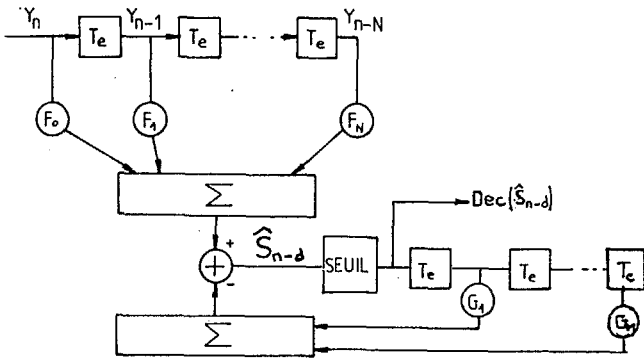 Yn Yn-1 Yn-N
Te Te ... Te
F0 F1 FN
Σ
+ Ŝn-d Dec(Ŝn-d)
+ SEUIL Te Te --- Te
-
G1 GM
Σ